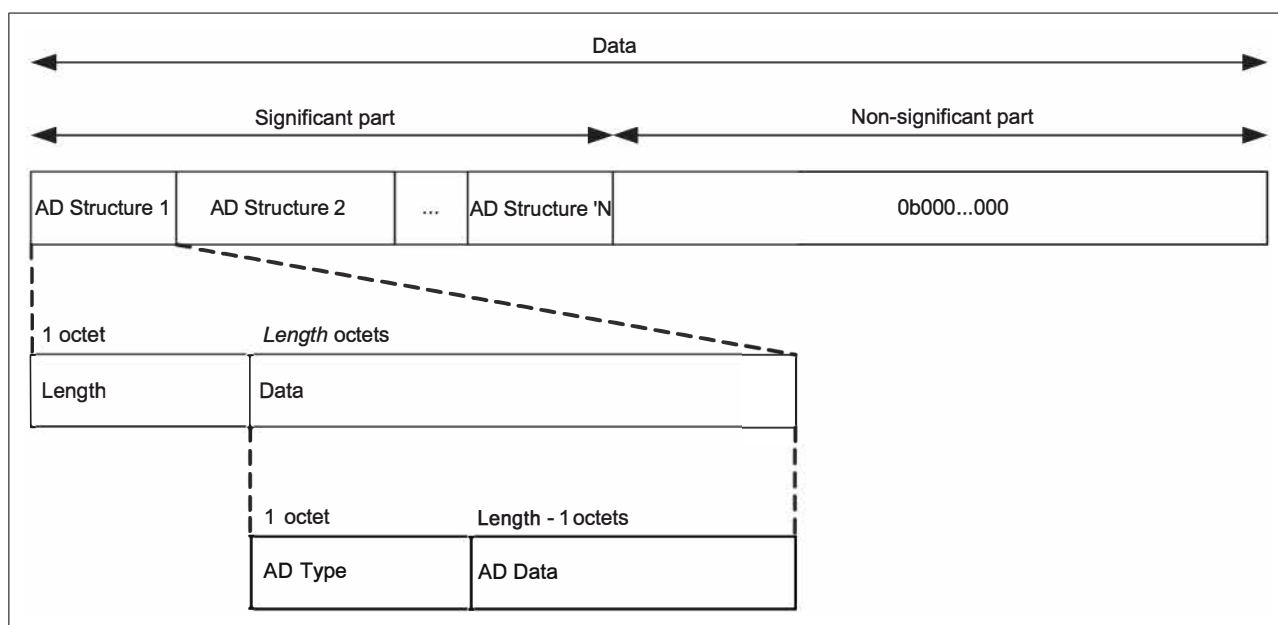 Data
Significant part
Non-significant part
AD Structure 1
AD Structure 2
...
AD Structure 'N
0b000...000
1 octet
Length octets
Length
Data
1 octet
Length - 1 octets
AD Type
AD Data